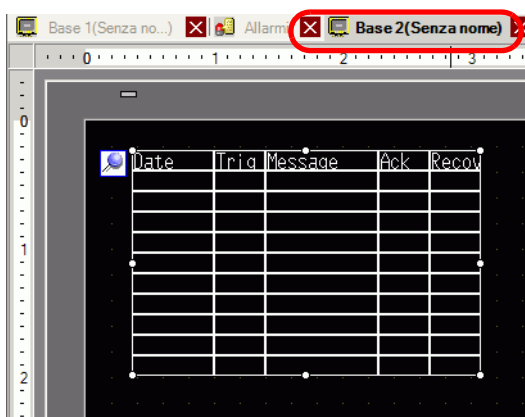 Base 1(Senza no...) Allarmi Base 2(Senza nome)
0 1 2 3
0
Date Trig Message Ack Recov
1
2